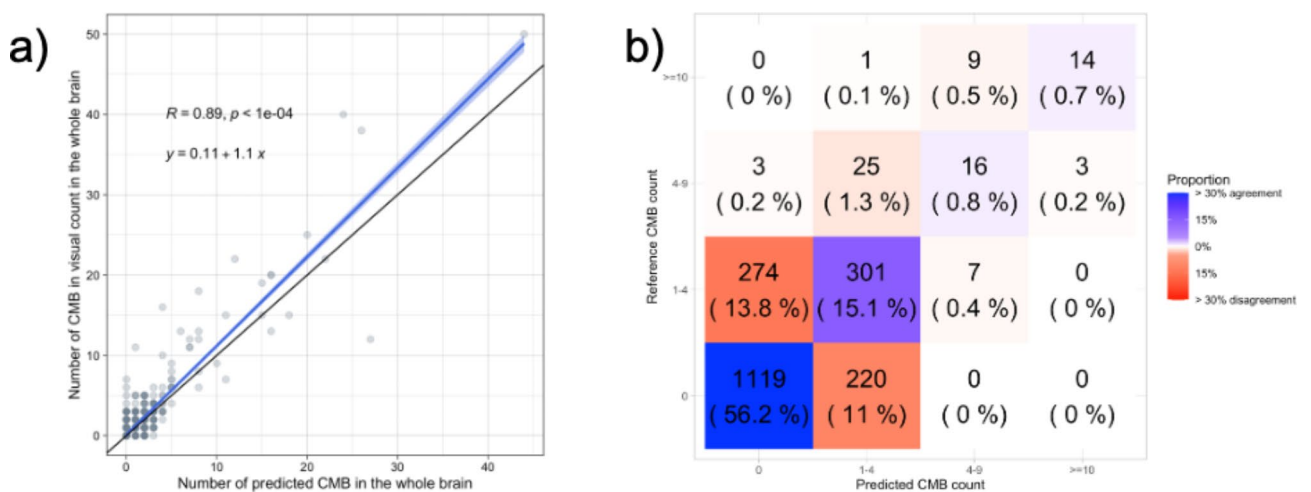 a)
Number of CMB in visual count in the whole brain
50
40
30
20
10
0
R = 0.89, p < 1e-04
y = 0.11 + 1.1 x
0
10
20
30
40
Number of predicted CMB in the whole brain
b)
Reference CMB count
>=10
0
( 0 %)
1
( 0.1 %)
9
( 0.5 %)
14
( 0.7 %)
4-9
3
( 0.2 %)
25
( 1.3 %)
16
( 0.8 %)
3
( 0.2 %)
1-4
274
( 13.8 %)
301
( 15.1 %)
7
( 0.4 %)
0
( 0 %)
0
1119
( 56.2 %)
220
( 11 %)
0
( 0 %)
0
( 0 %)
0
1-4
4-9
>=10
Predicted CMB count
Proportion
> 30% agreement
15%
0%
15%
> 30% disagreement